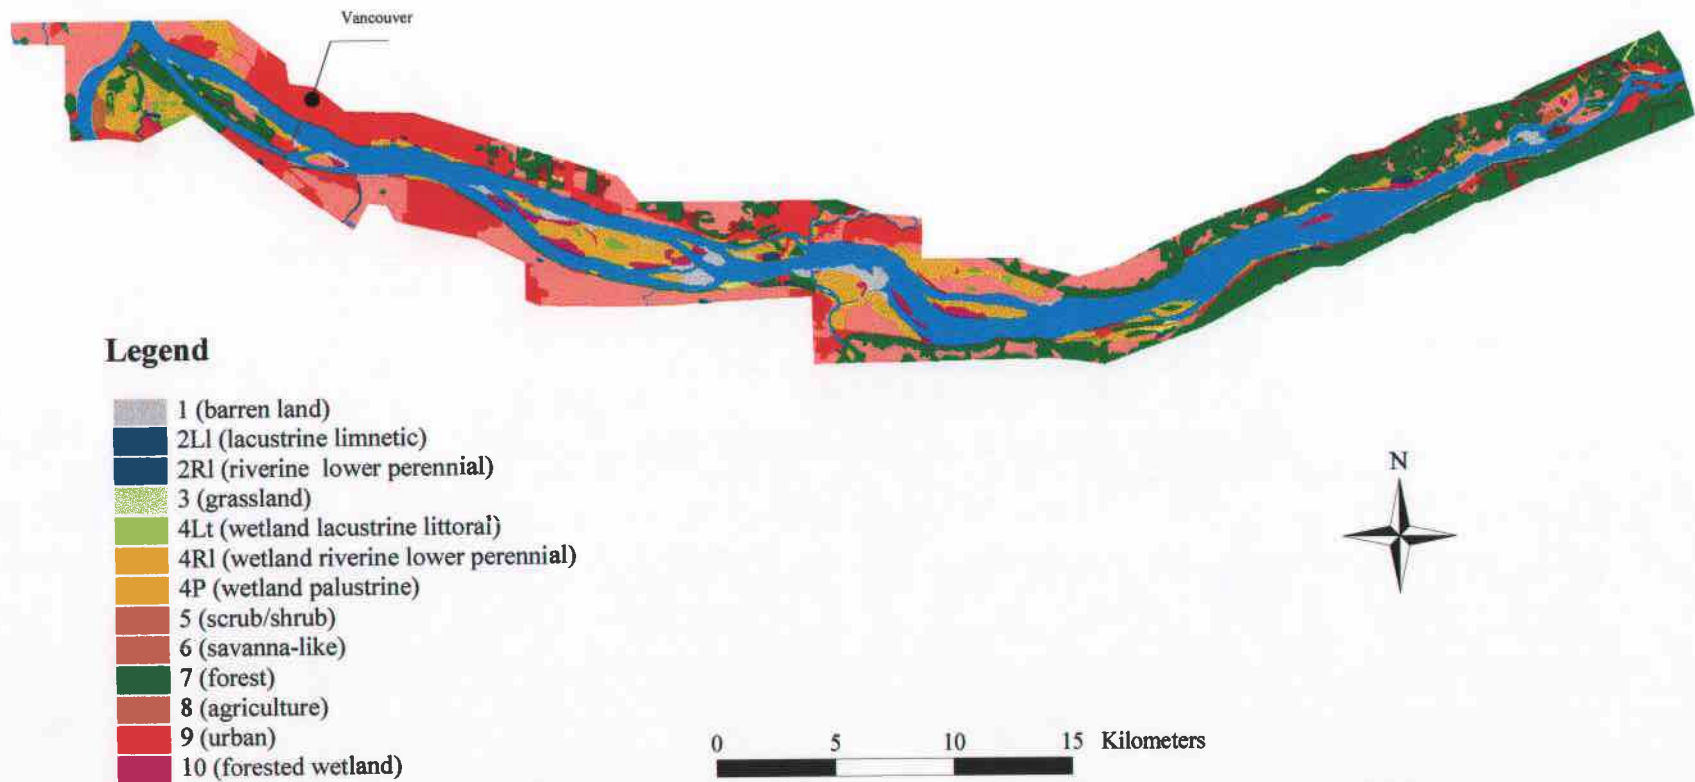 Vancouver
Legend
1 (barren land)
2Ll (lacustrine limnetic)
2Rl (riverine lower perennial)
3 (grassland)
4Lt (wetland lacustrine littoral)
4Rl (wetland riverine lower perennial)
4P (wetland palustrine)
5 (scrub/shrub)
6 (savanna-like)
7 (forest)
8 (agriculture)
9 (urban)
10 (forested wetland)
N
0 5 10 15 Kilometers